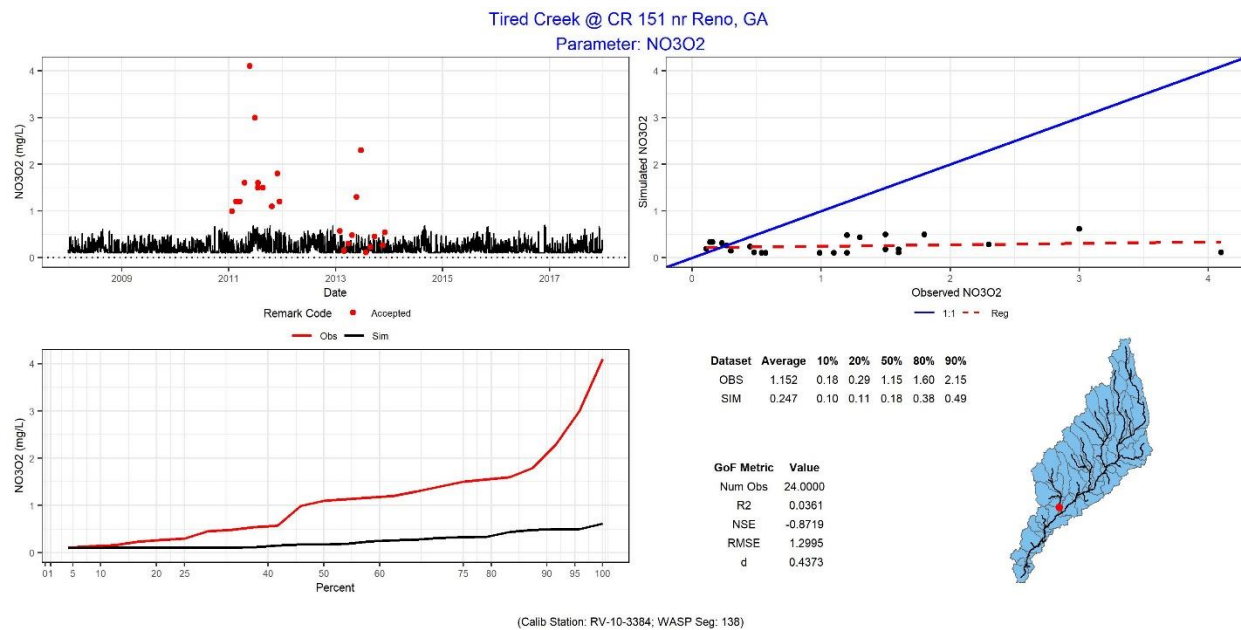 Tired Creek @ CR 151 nr Reno, GA
Parameter: NO3O2
NO3O2 (mg/L)
4
3
2
1
0
2009 2011 2013 2015 2017
Date
Remark Code Accepted
Simulated NO3O2
4
3
2
1
0
0 1 2 3 4
Observed NO3O2
1:1 Reg
Obs Sim
NO3O2 (mg/L)
4
3
2
1
0
0 1 5 10 20 25 40 50 60 75 80 90 95 100
Percent
Dataset Average 10% 20% 50% 80% 90%
OBS 1.152 0.18 0.29 1.15 1.60 2.15
SIM 0.247 0.10 0.11 0.18 0.38 0.49
GoF Metric Value
Num Obs 24.0000
R2 0.0361
NSE -0.8719
RMSE 1.2995
d 0.4373
(Calib Station: RV-10-3384; WASP Seg: 138)